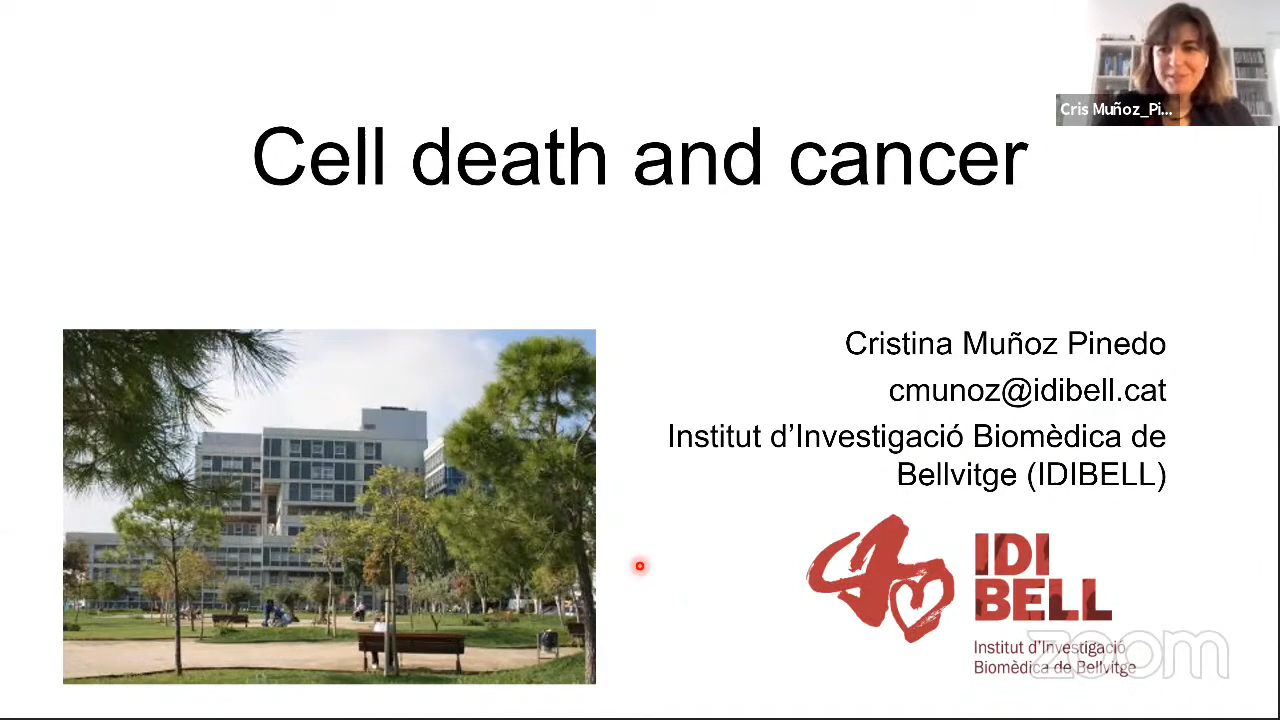 Cris Muñoz_Pi...
Cell death and cancer
Cristina Muñoz Pinedo
cmunoz@idibell.cat
Institut d’Investigació Biomèdica de
Bellvitge (IDIBELL)
IDI
BELL
Institut d’Investigació
Biomèdica de Bellvitge
zoom